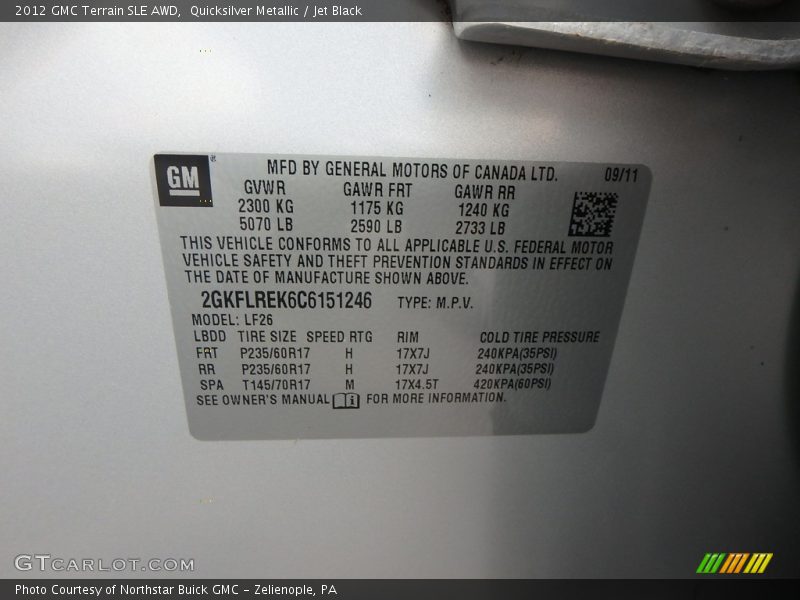 2012 GMC Terrain SLE AWD,  Quicksilver Metallic / Jet Black
GM
®
MFD BY GENERAL MOTORS OF CANADA LTD. 09/11
GVWR GAWR FRT GAWR RR
2300 KG 1175 KG 1240 KG
5070 LB 2590 LB 2733 LB
THIS VEHICLE CONFORMS TO ALL APPLICABLE U.S. FEDERAL MOTOR
VEHICLE SAFETY AND THEFT PREVENTION STANDARDS IN EFFECT ON
THE DATE OF MANUFACTURE SHOWN ABOVE.
2GKFLREK6C6151246 TYPE: M.P.V.
MODEL: LF26
LBDD TIRE SIZE SPEED RTG RIM COLD TIRE PRESSURE
FRT P235/60R17 H 17X7J 240KPA(35PSI)
RR P235/60R17 H 17X7J 240KPA(35PSI)
SPA T145/70R17 M 17X4.5T 420KPA(60PSI)
SEE OWNER'S MANUAL i FOR MORE INFORMATION.
GTCARLOT.COM
Photo Courtesy of Northstar Buick GMC - Zelienople, PA